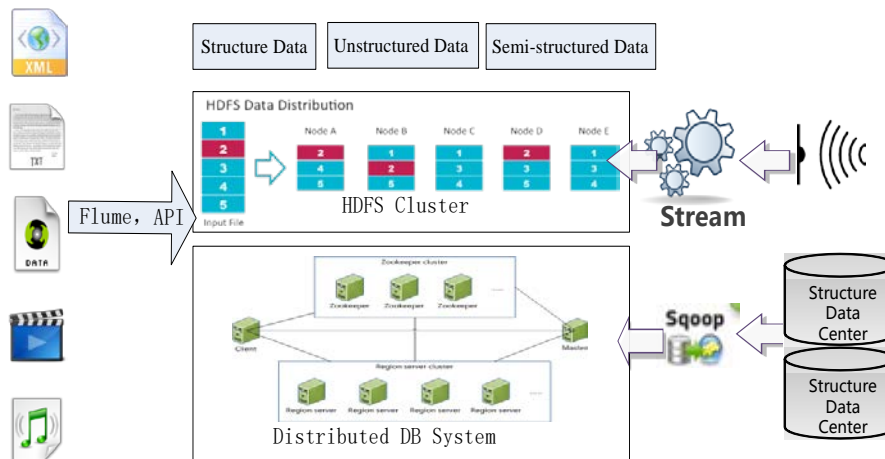 Structure Data
Unstructured Data
Semi-structured Data
XML
TXT
DATA
Flume, API
HDFS Data Distribution
1
2
3
4
5
Input File
Node A
2
4
5
Node B
1
2
5
Node C
1
3
4
Node D
2
3
5
Node E
1
3
4
HDFS Cluster
Stream
Zookeeper cluster
Zookeeper
Zookeeper
Zookeeper
......
Client
Master
Region server cluster
Region server
Region server
Region server
Region server
......
Distributed DB System
Sqoop
Structure
Data
Center
Structure
Data
Center